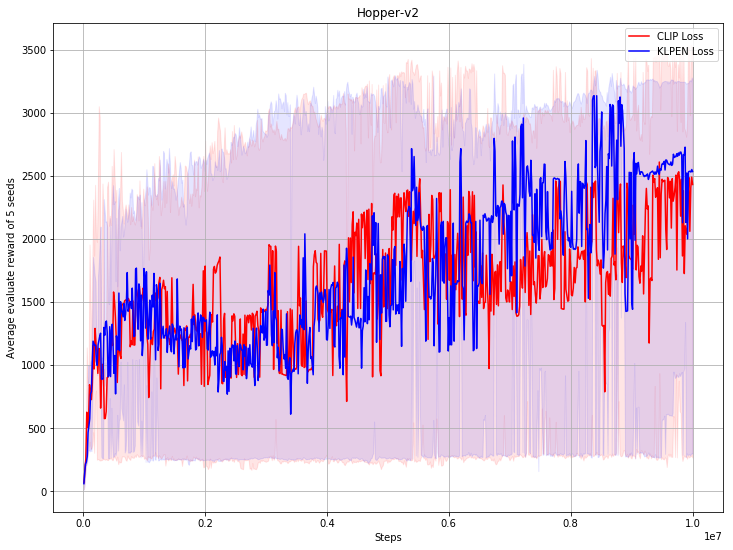 Hopper-v2
CLIP Loss
KLPEN Loss
Average evaluate reward of 5 seeds
3500
3000
2500
2000
1500
1000
500
0
0.0 0.2 0.4 0.6 0.8 1.0
1e7
Steps